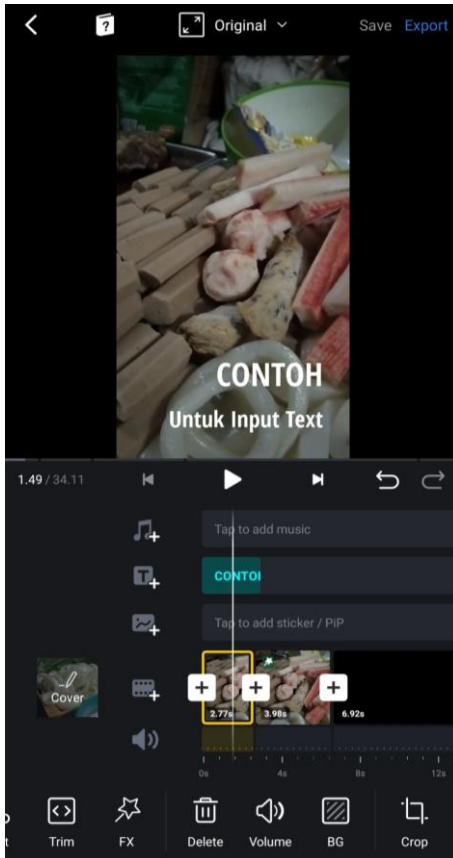 ?
Original
Save Export
CONTOH
Untuk Input Text
1.49 / 34.11
Tap to add music
T
CONTO
Tap to add sticker / PiP
Cover
2.77s 3.98s 6.92s
0s 4s 8s 12s
t Trim FX Delete Volume BG Crop